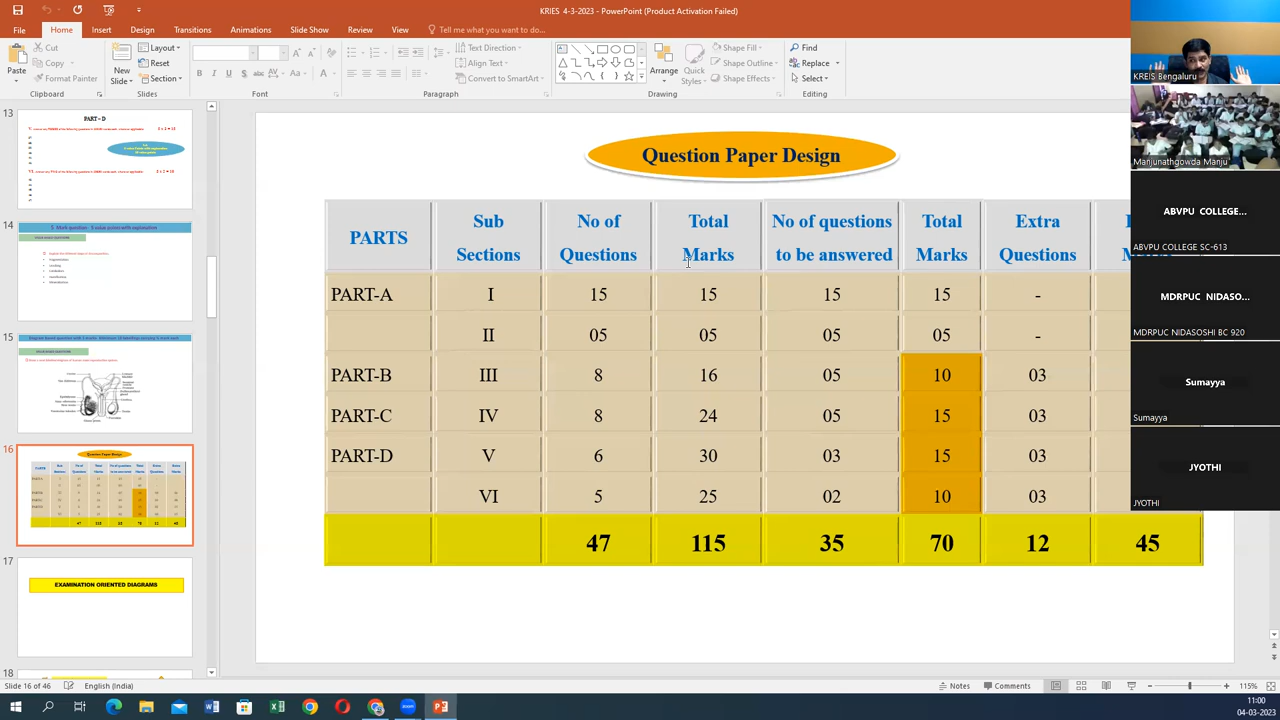 KRIES 4-3-2023 - PowerPoint (Product Activation Failed)
File Home Insert Design Transitions Animations Slide Show Review View Tell me what you want to do...
Cut
Copy
Format Painter
Paste
Clipboard
New Slide
Layout
Reset
Section
Slides
Font
Text Direction
Align Text
Convert to SmartArt
Paragraph
Arrange
Quick Styles
Shape Fill
Shape Outline
Shape Effects
Drawing
Find
Replace
Select
Editing
13
PART - D
14
15
16
Question Paper Design
17
EXAMINATION ORIENTED DIAGRAMS
18
Question Paper Design
PARTS Sub Sections No of Questions Total Marks No of questions to be answered Total Marks Extra Questions
PART-A I 15 15 15 15 -
II 05 05 05 05 -
PART-B III 8 16 05 10 03
PART-C IV 8 24 05 15 03
PART-D V 6 30 03 15 03
VI 5 25 02 10 03
47 115 35 70 12 45
KREIS Bengaluru
Manjunathgowda Manju
ABVPU COLLEGE...
ABVPU COLLEGE SC-613
MDRPUC NIDASO...
MDRPUC NIDASOSHI BC 920
Sumayya
Sumayya
JYOTHI
JYOTHI
Slide 16 of 46 English (India) Notes Comments 115%
11:00
04-03-2023